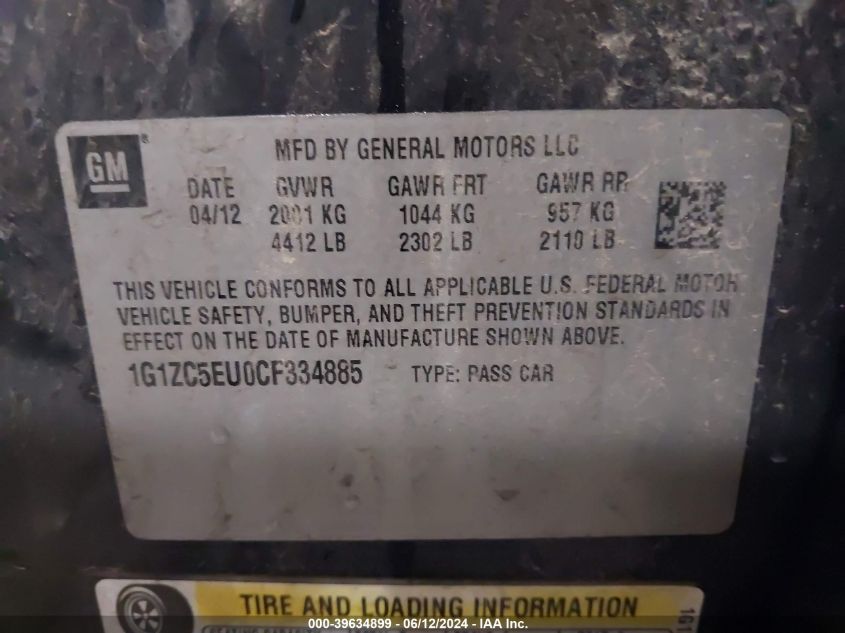 GM®
MFD BY GENERAL MOTORS LLC
DATE GVWR GAWR FRT GAWR RR
04/12 2001 KG 1044 KG 957 KG
4412 LB 2302 LB 2110 LB
THIS VEHICLE CONFORMS TO ALL APPLICABLE U.S. FEDERAL MOTOR
VEHICLE SAFETY, BUMPER, AND THEFT PREVENTION STANDARDS IN
EFFECT ON THE DATE OF MANUFACTURE SHOWN ABOVE.
1G1ZC5EU0CF334885 TYPE: PASS CAR
TIRE AND LOADING INFORMATION
1G1
000-39634899 - 06/12/2024 - IAA Inc.